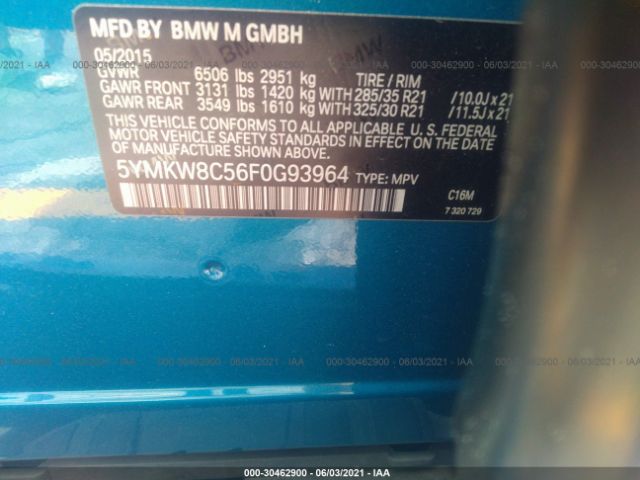 MFD BY BMW M GMBH
05/2015
GVWR 6506 lbs 2951 kg TIRE / RIM
GAWR FRONT 3131 lbs 1420 kg WITH 285/35 R21 /10.0J x 21
GAWR REAR 3549 lbs 1610 kg WITH 325/30 R21 /11.5J x 21
THIS VEHICLE CONFORMS TO ALL APPLICABLE U. S. FEDERAL
MOTOR VEHICLE SAFETY STANDARDS IN EFFECT ON THE DATE OF
MANUFACTURE SHOWN ABOVE.
5YMKW8C56F0G93964 TYPE: MPV
C16M
7 320 729
000-30462900 - 06/03/2021 - IAA